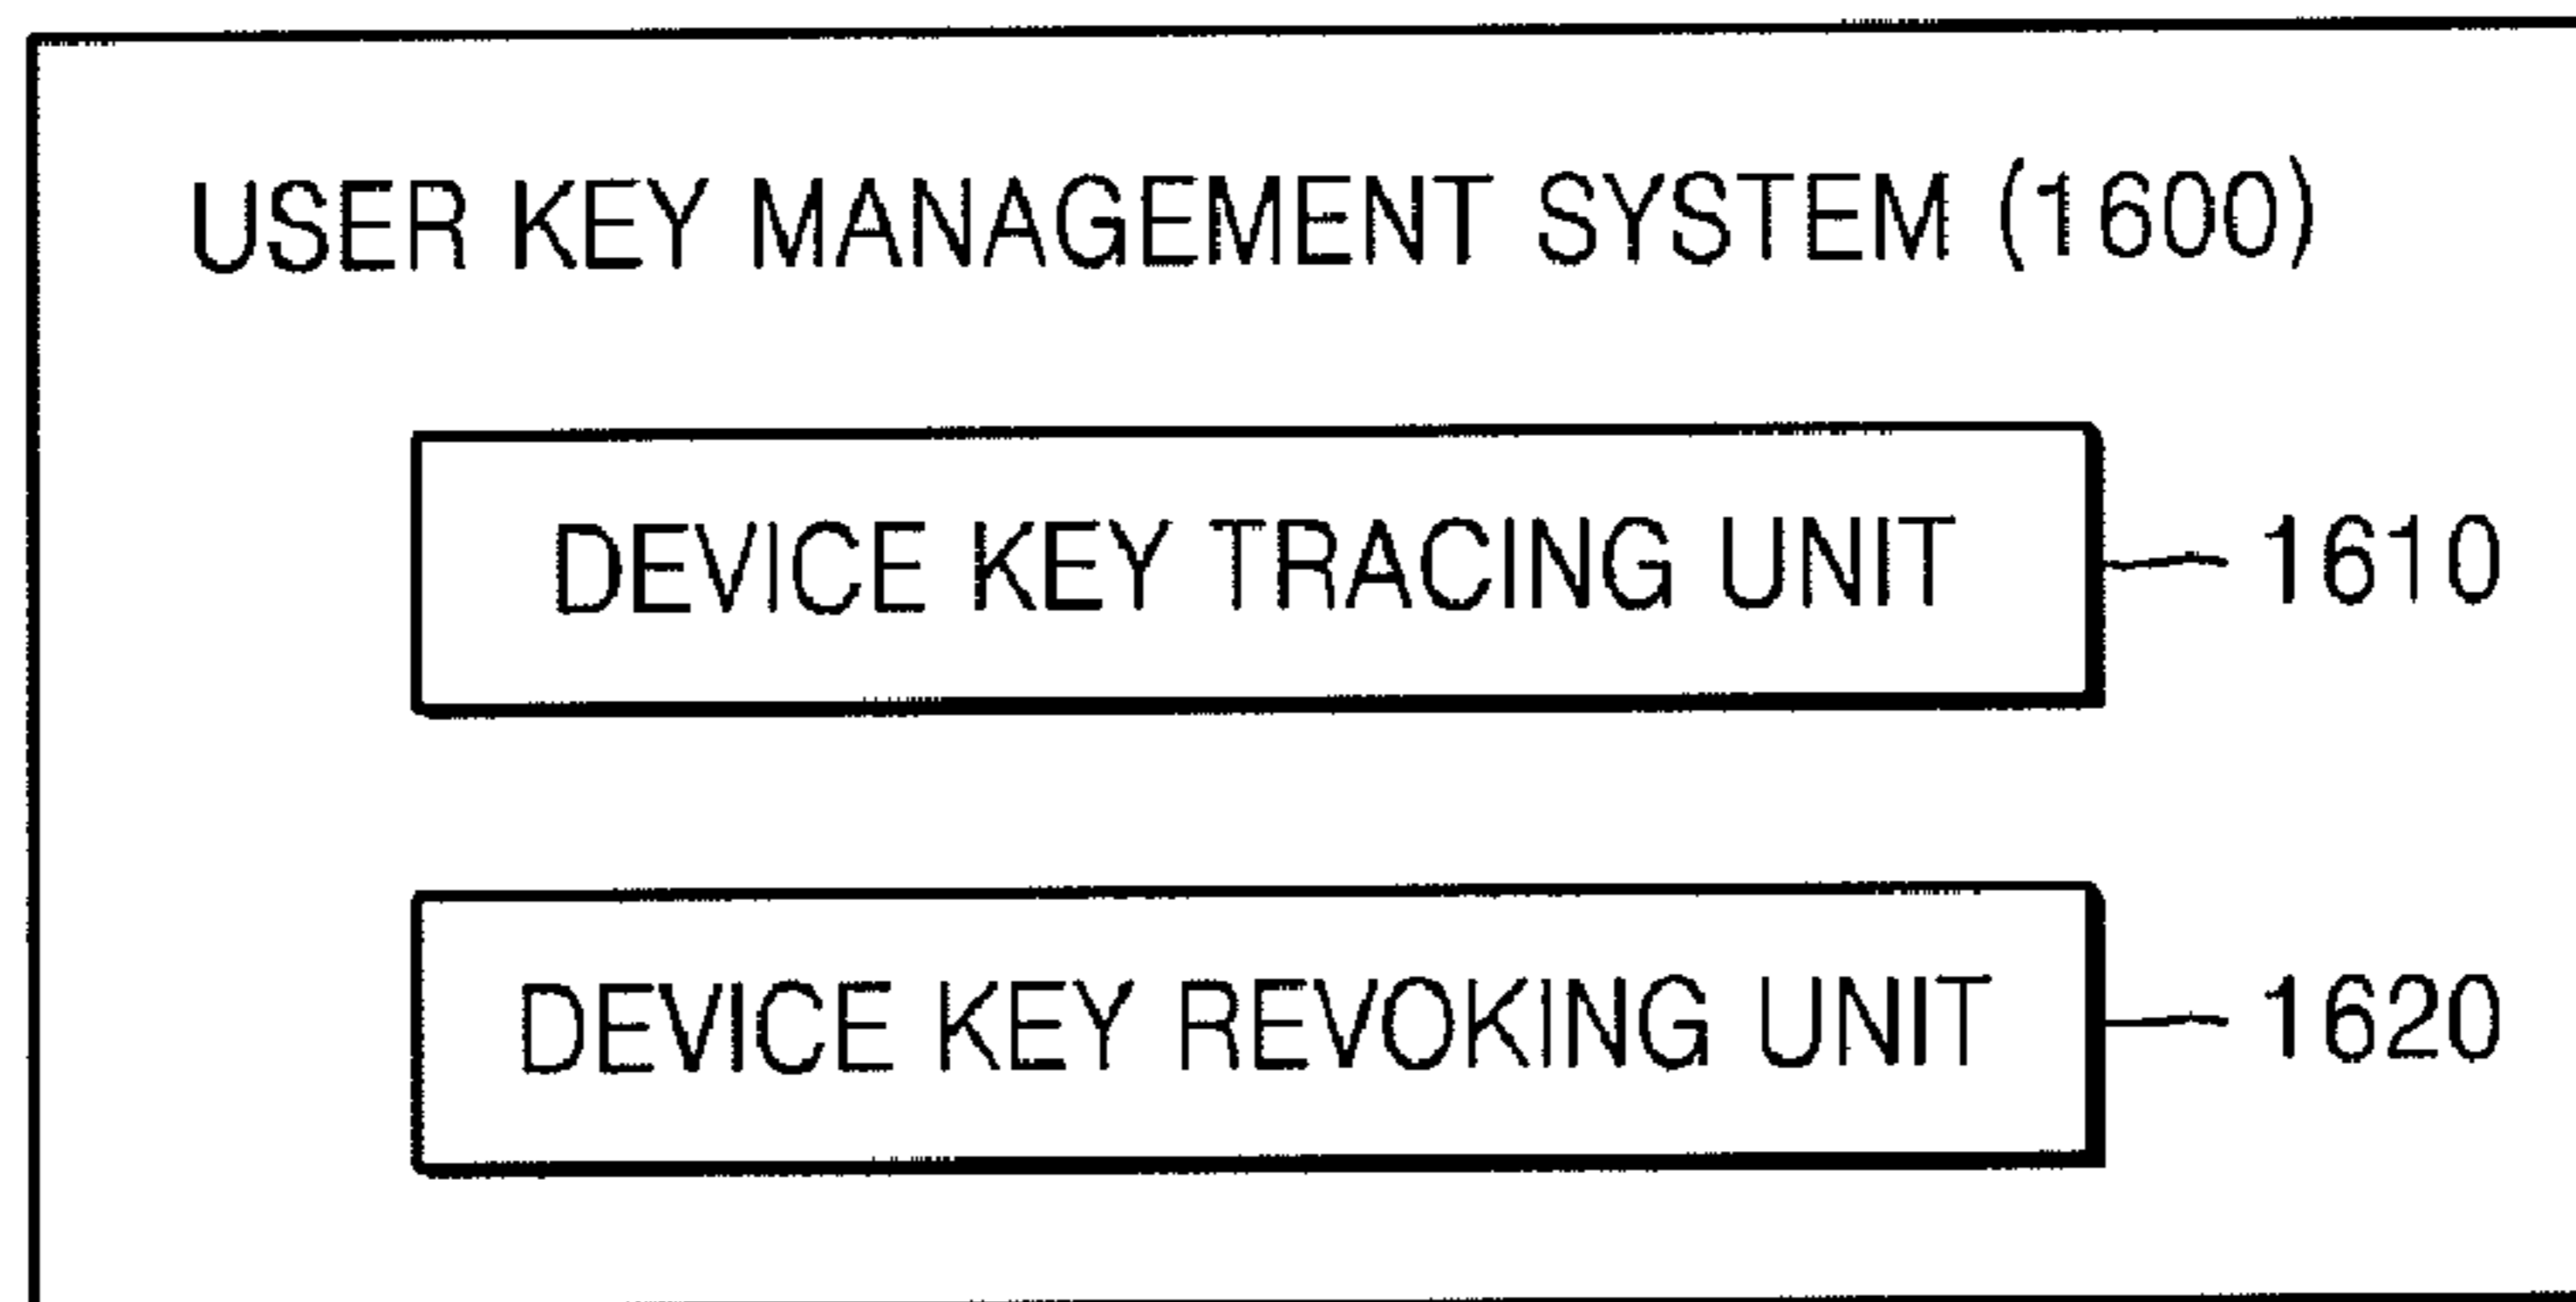 USER KEY MANAGEMENT SYSTEM (1600)
DEVICE KEY TRACING UNIT 1610
DEVICE KEY REVOKING UNIT 1620